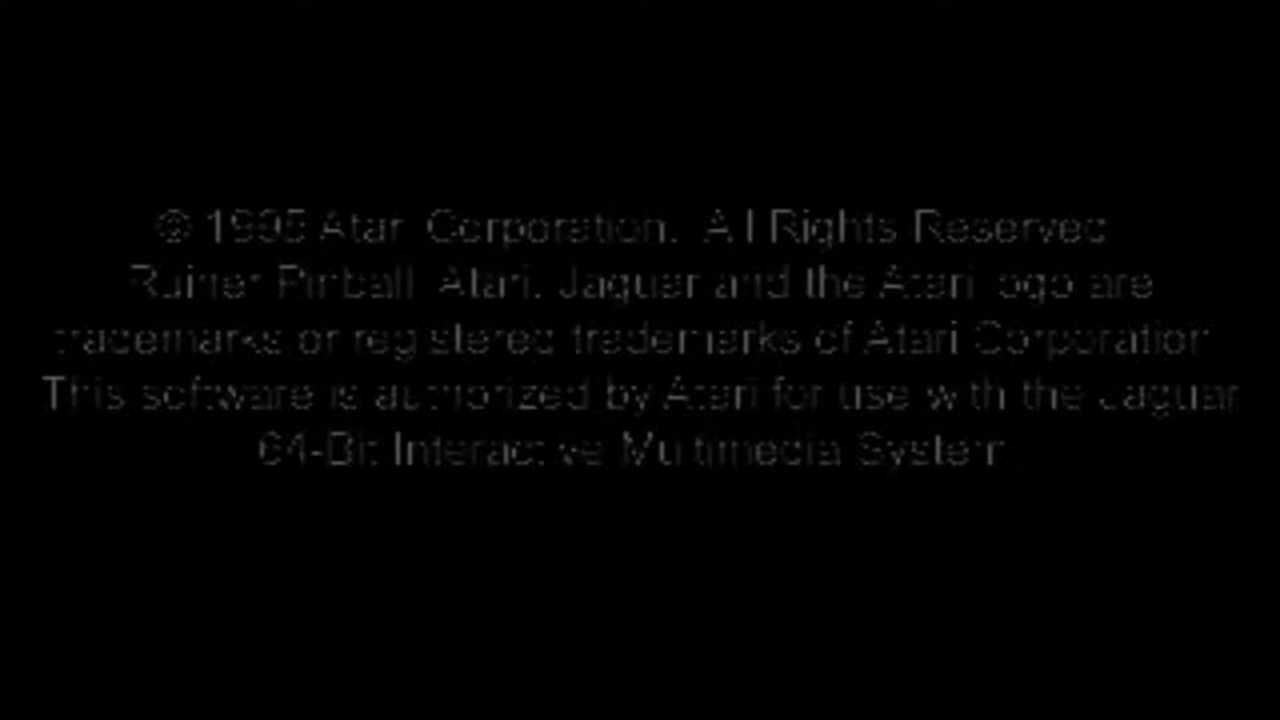 © 1995 Atari Corporation. All Rights Reserved
Ruiner Pinball, Atari, Jaguar and the Atari logo are
trademarks or registered trademarks of Atari Corporation
This software is authorized by Atari for use with the Jaguar
64-Bit Interactive Multimedia System.